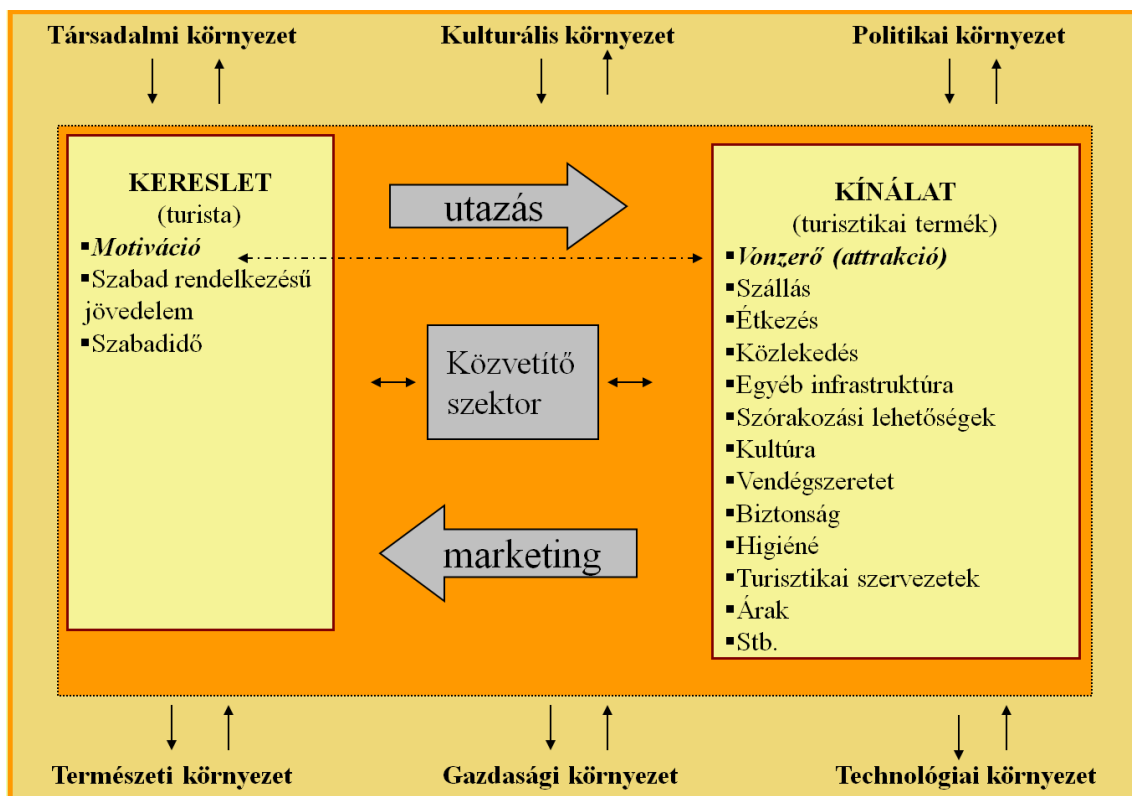 Társadalmi környezet
Kulturális környezet
Politikai környezet
KERESLET
(turista)
▪Motiváció
▪Szabad rendelkezésű
jövedelem
▪Szabadidő
utazás
Közvetítő
szektor
marketing
KÍNÁLAT
(turisztikai termék)
▪Vonzerő (attrakció)
▪Szállás
▪Étkezés
▪Közlekedés
▪Egyéb infrastruktúra
▪Szórakozási lehetőségek
▪Kultúra
▪Vendégszeretet
▪Biztonság
▪Higiéné
▪Turisztikai szervezetek
▪Árak
▪Stb.
Természeti környezet
Gazdasági környezet
Technológiai környezet